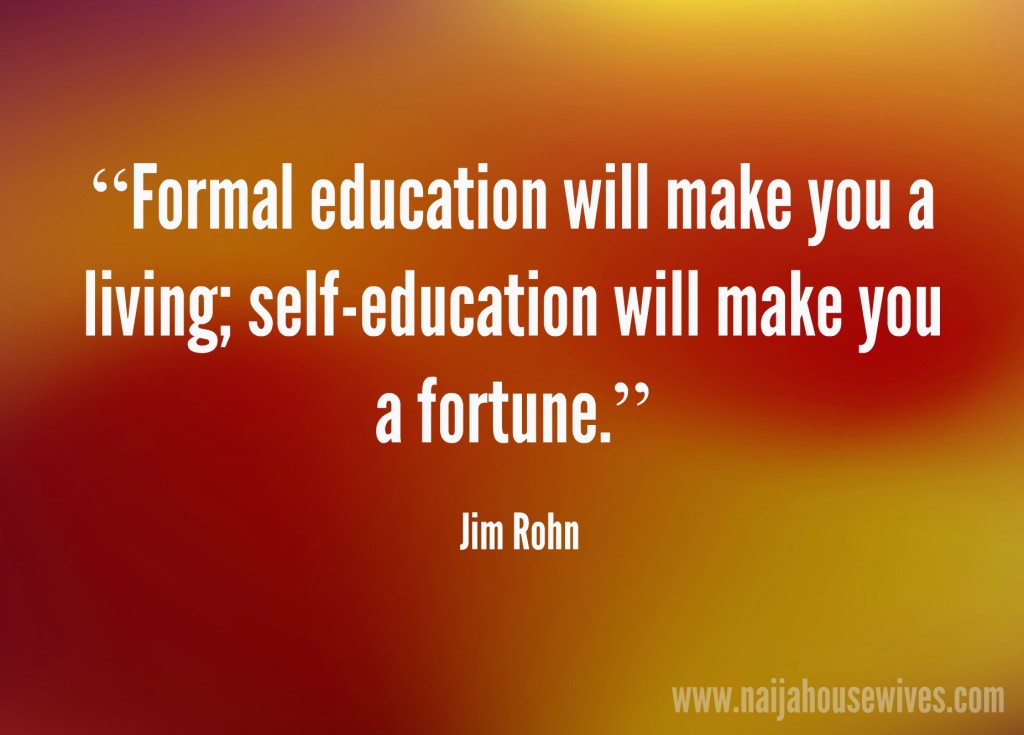 “Formal education will make you a
living; self-education will make you
a fortune.”
Jim Rohn
www.naijahousewives.com